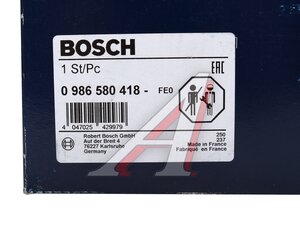 BOSCH
1 St/Pc
EAC
0 986 580 418 - FE0
4 047025 429979
Robert Bosch GmbH
Auf der Breit 4
76227 Karlsruhe
Germany
250
237
Made in France
Fabriqué en France